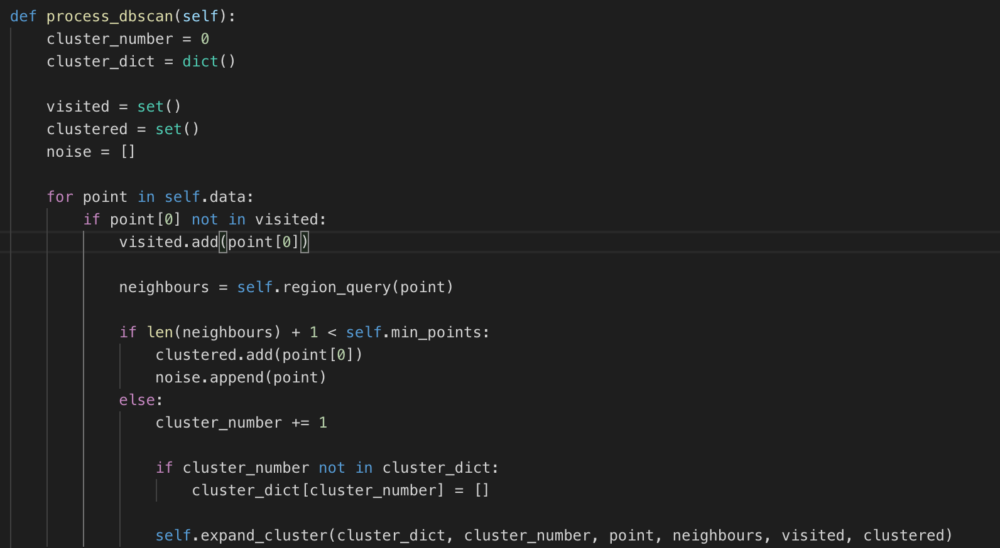 def process_dbscan(self):
    cluster_number = 0
    cluster_dict = dict()

    visited = set()
    clustered = set()
    noise = []

    for point in self.data:
        if point[0] not in visited:
            visited.add(point[0])

            neighbours = self.region_query(point)

            if len(neighbours) + 1 < self.min_points:
                clustered.add(point[0])
                noise.append(point)
            else:
                cluster_number += 1

                if cluster_number not in cluster_dict:
                    cluster_dict[cluster_number] = []

                self.expand_cluster(cluster_dict, cluster_number, point, neighbours, visited, clustered)